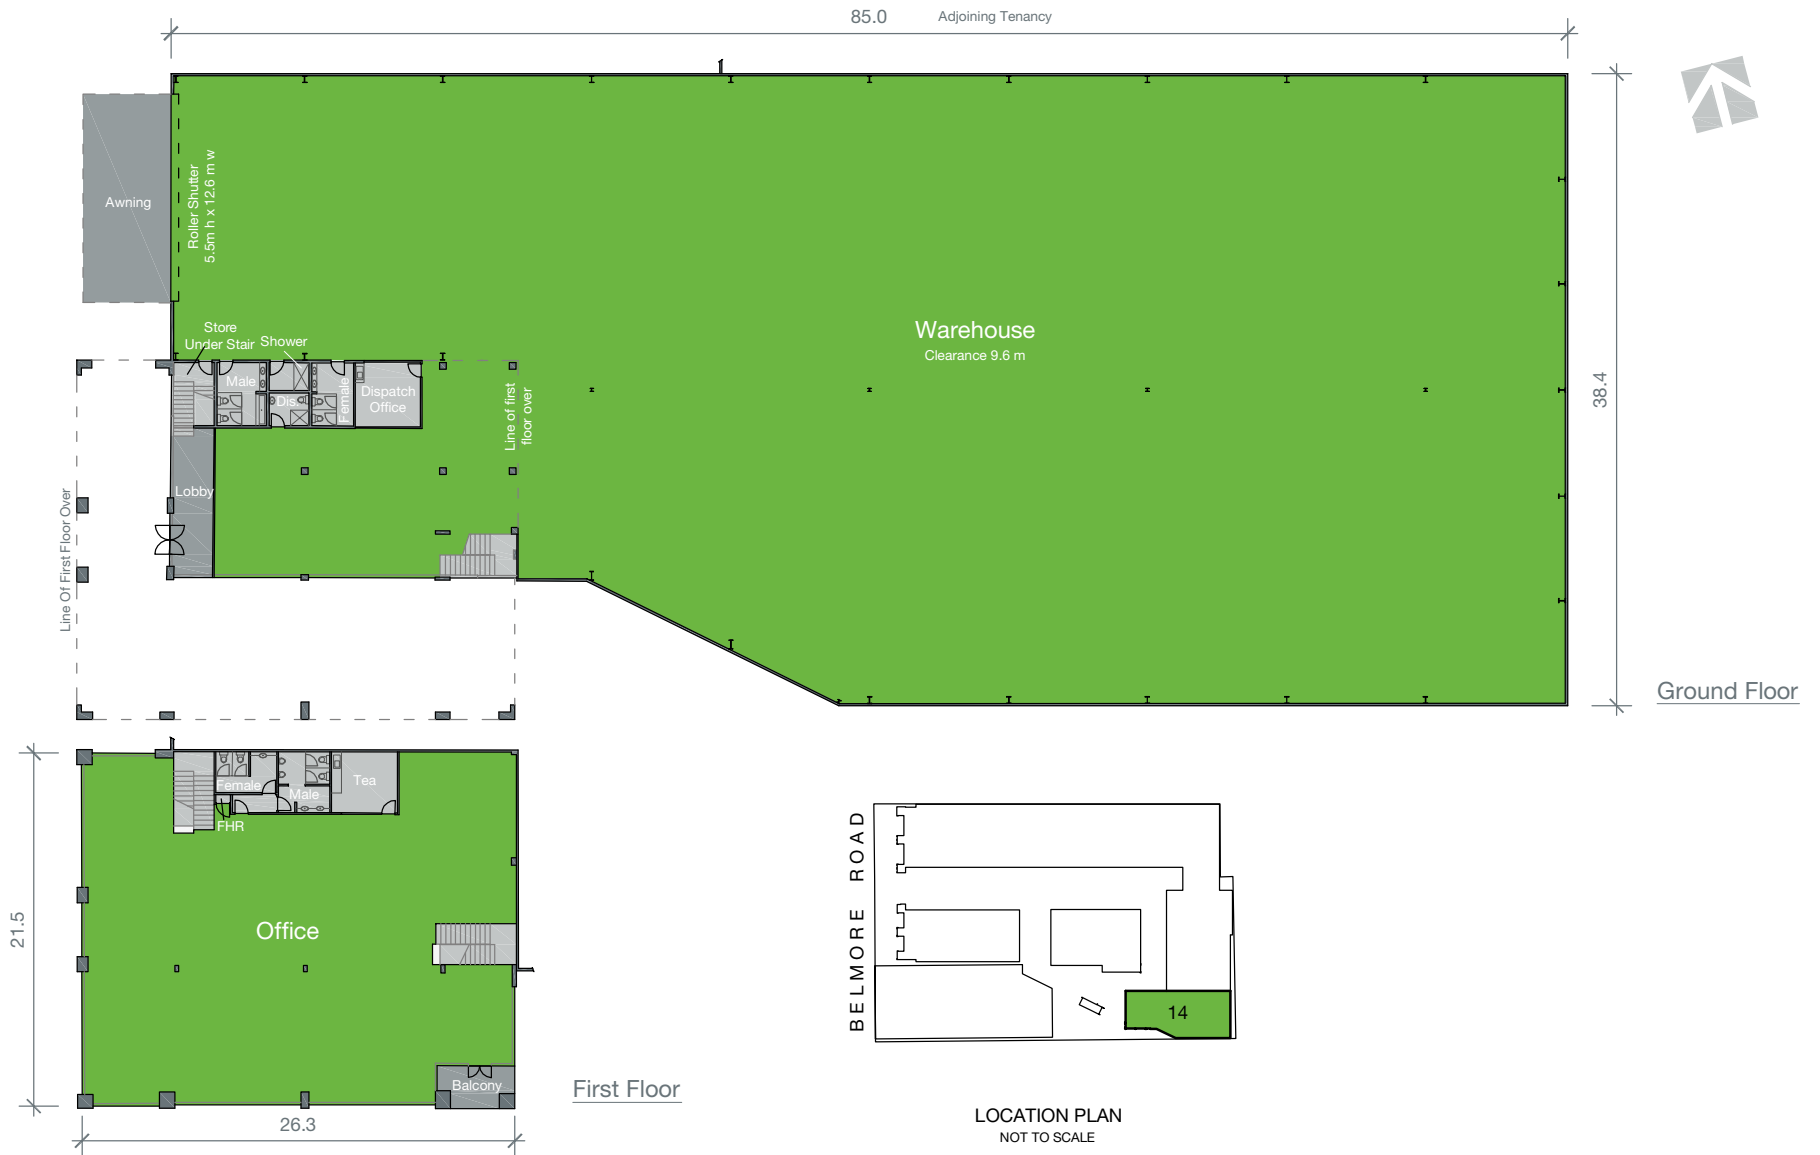 85.0 Adjoining Tenancy
Awning
Roller Shutter
5.5m h x 12.6 m w
Warehouse
Clearance 9.6 m
38.4
Store
Under Stair
Shower
Male
Dis.
Female
Dispatch
Office
Line of first
floor over
Lobby
Line Of First Floor Over
Ground Floor
Female
Male
Tea
FHR
Office
21.5
Balcony
26.3
First Floor
BELMORE ROAD
14
LOCATION PLAN
NOT TO SCALE